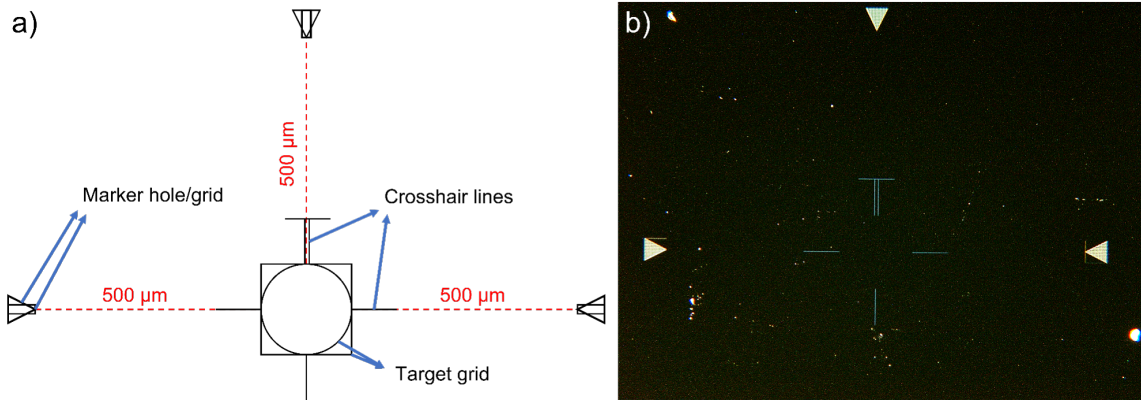 a)
b)
500 µm
Marker hole/grid
Crosshair lines
500 µm
500 µm
Target grid